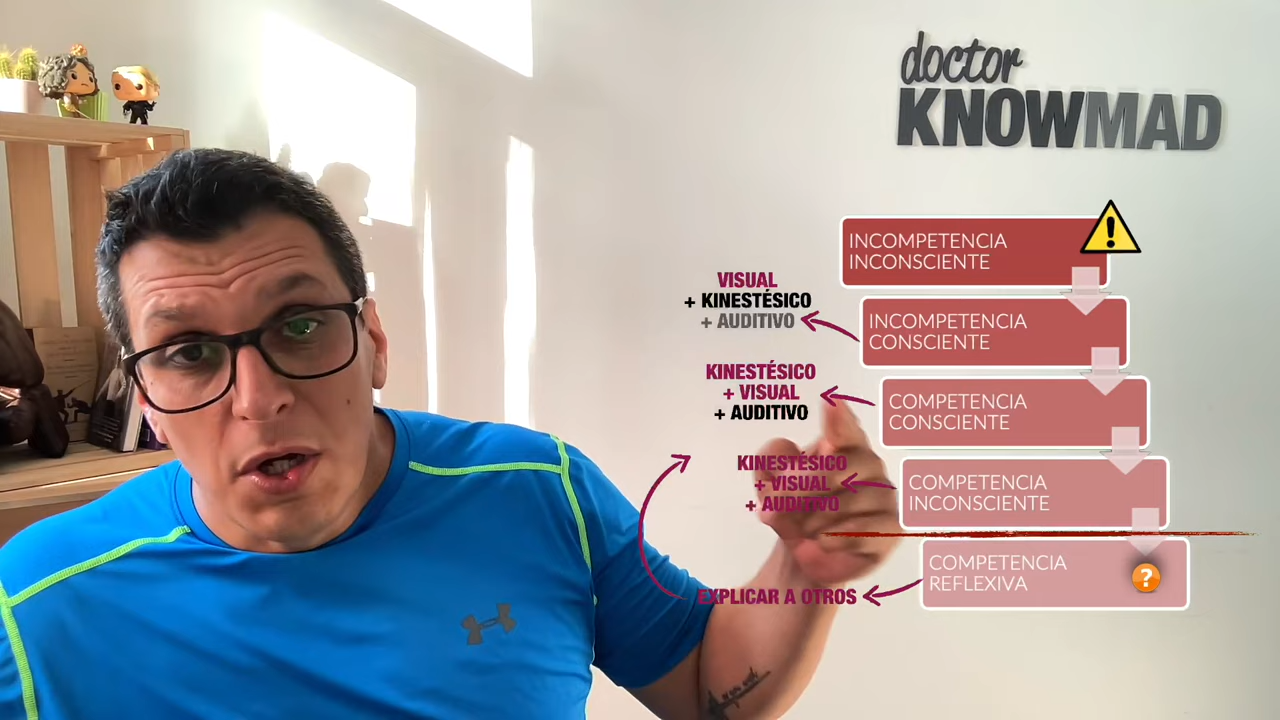 doctor
KNOWMAD
INCOMPETENCIA
INCONSCIENTE
VISUAL
+ KINESTÉSICO
+ AUDITIVO
INCOMPETENCIA
CONSCIENTE
KINESTÉSICO
+ VISUAL
+ AUDITIVO
COMPETENCIA
CONSCIENTE
KINESTÉSICO
+ VISUAL
+ AUDITIVO
COMPETENCIA
INCONSCIENTE
EXPLICAR A OTROS
COMPETENCIA
REFLEXIVA
?